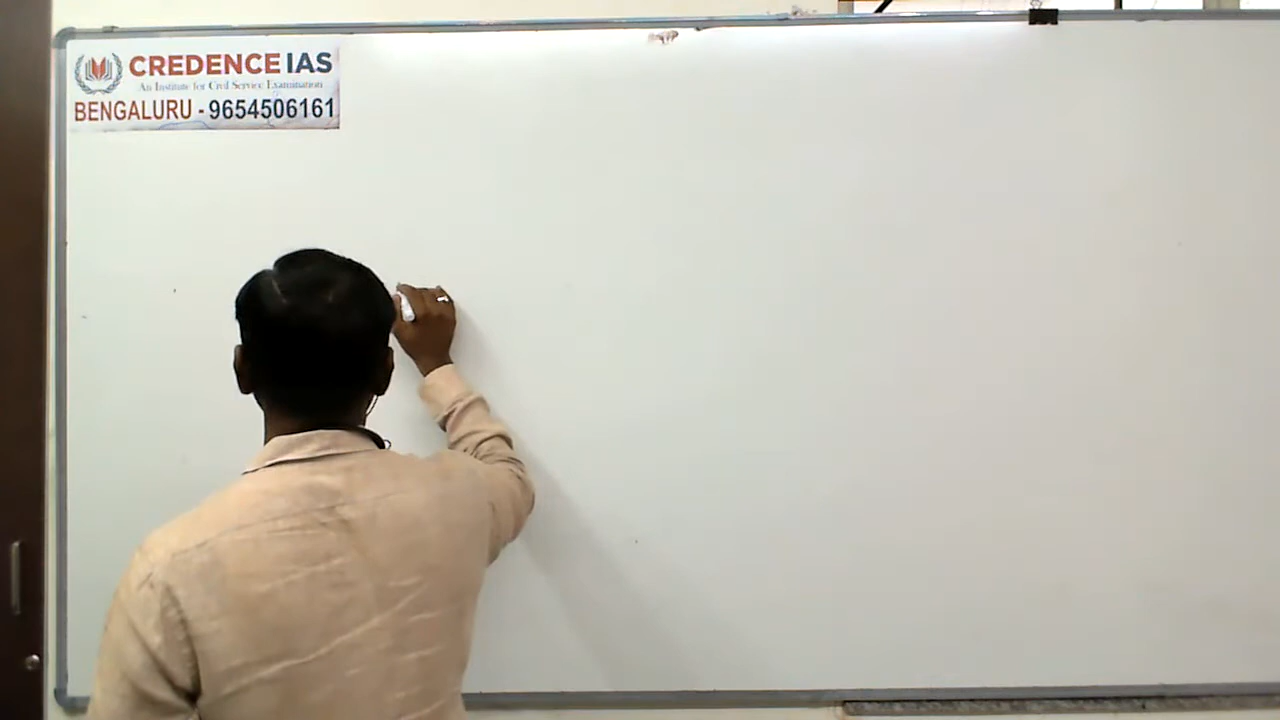 CREDENCE IAS
An Institute for Civil Service Examination
BENGALURU - 9654506161